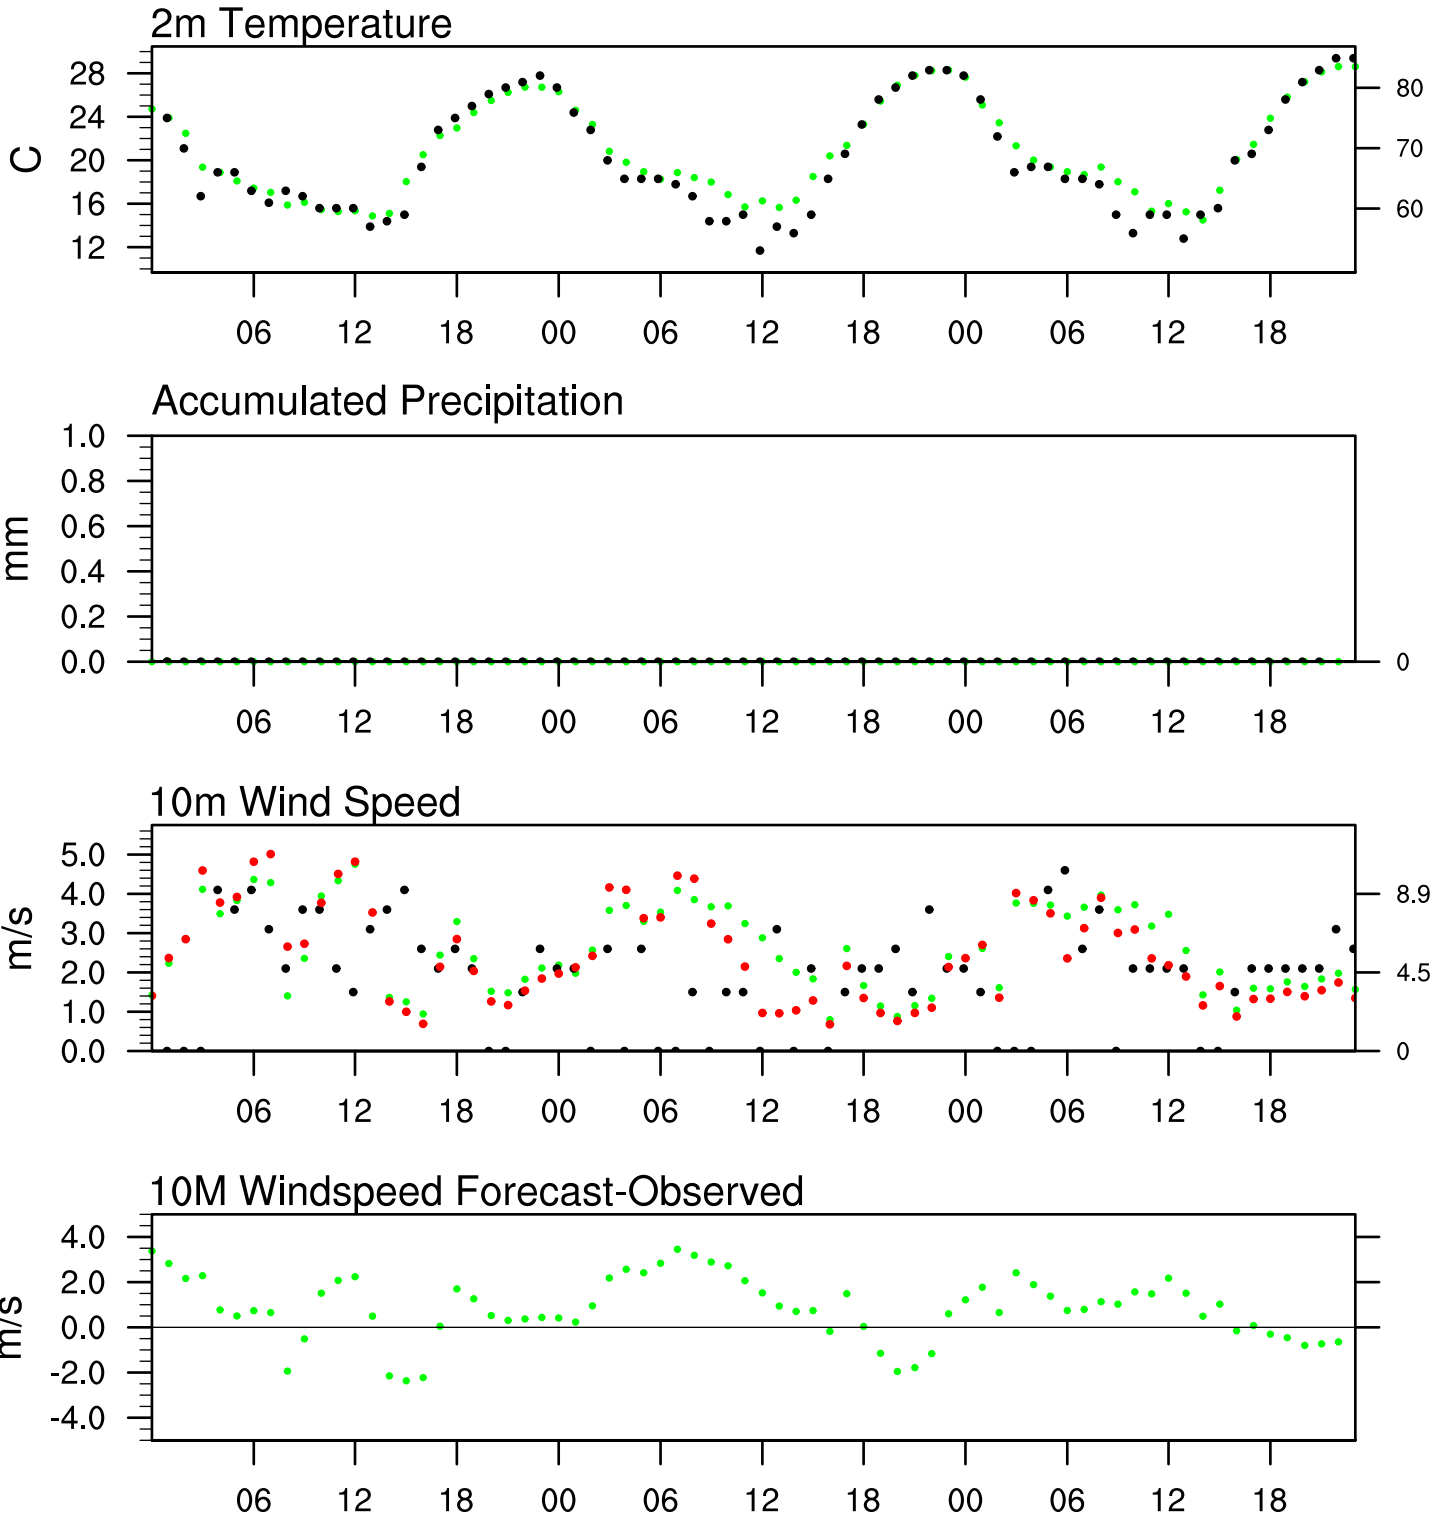 2m Temperature
28
24
20
16
12
C
80
70
60
06 12 18 00 06 12 18 00 06 12 18
Accumulated Precipitation
1.0
0.8
0.6
0.4
0.2
0.0
mm
0
06 12 18 00 06 12 18 00 06 12 18
10m Wind Speed
5.0
4.0
3.0
2.0
1.0
0.0
m/s
8.9
4.5
0
06 12 18 00 06 12 18 00 06 12 18
10M Windspeed Forecast-Observed
4.0
2.0
0.0
-2.0
-4.0
m/s
06 12 18 00 06 12 18 00 06 12 18